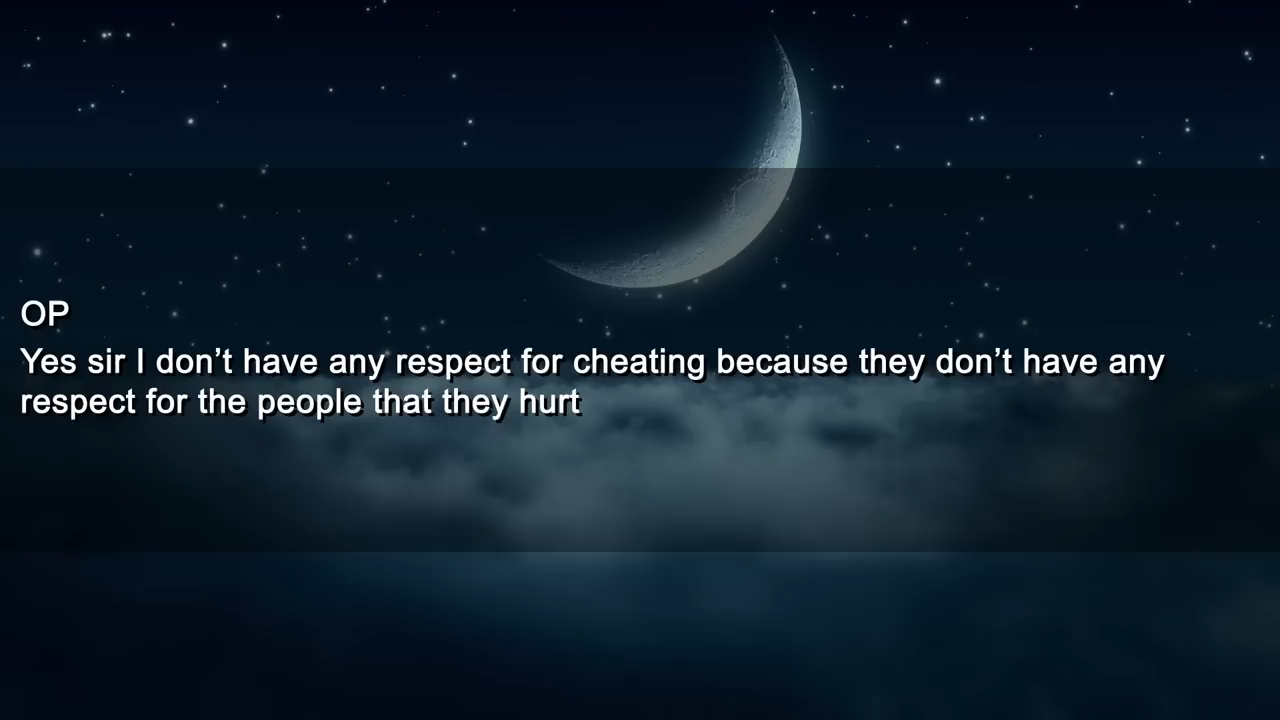 OP
Yes sir I don’t have any respect for cheating because they don’t have any
respect for the people that they hurt